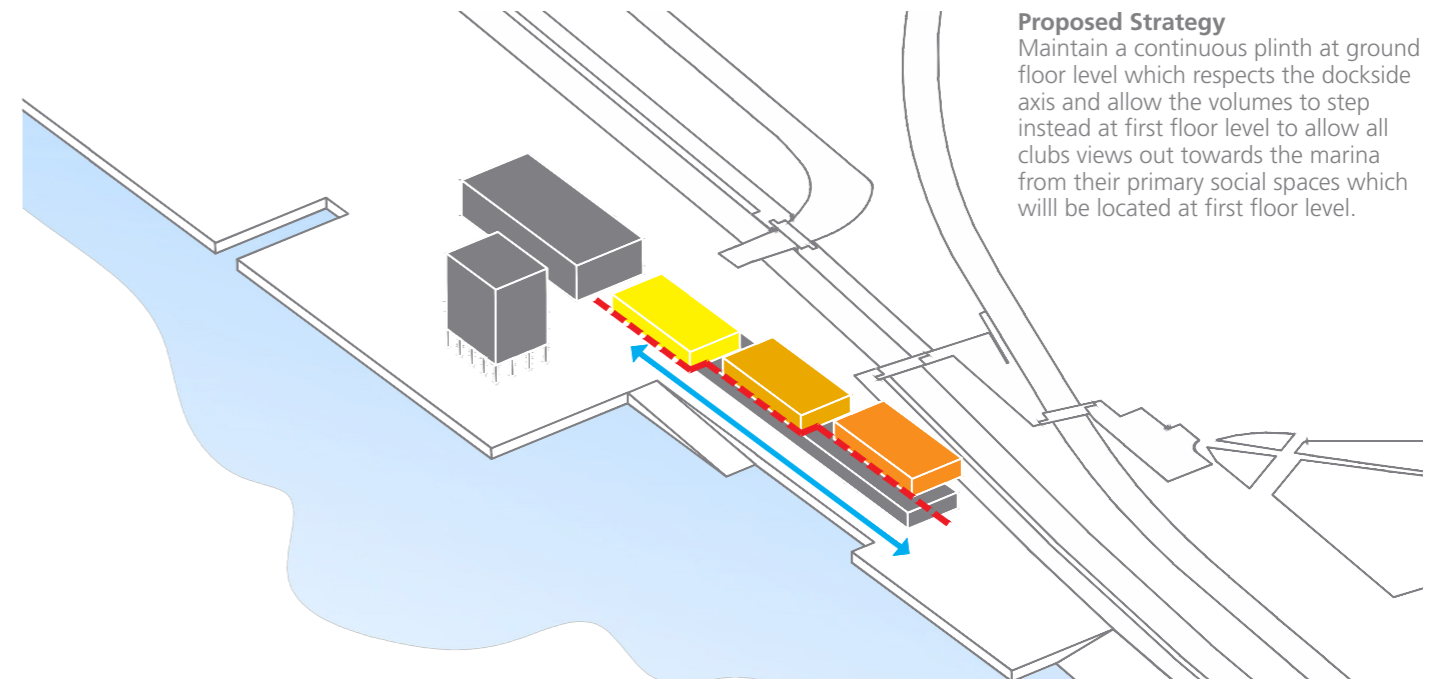 Proposed Strategy
Maintain a continuous plinth at ground
floor level which respects the dockside
axis and allow the volumes to step
instead at first floor level to allow all
clubs views out towards the marina
from their primary social spaces which
willl be located at first floor level.